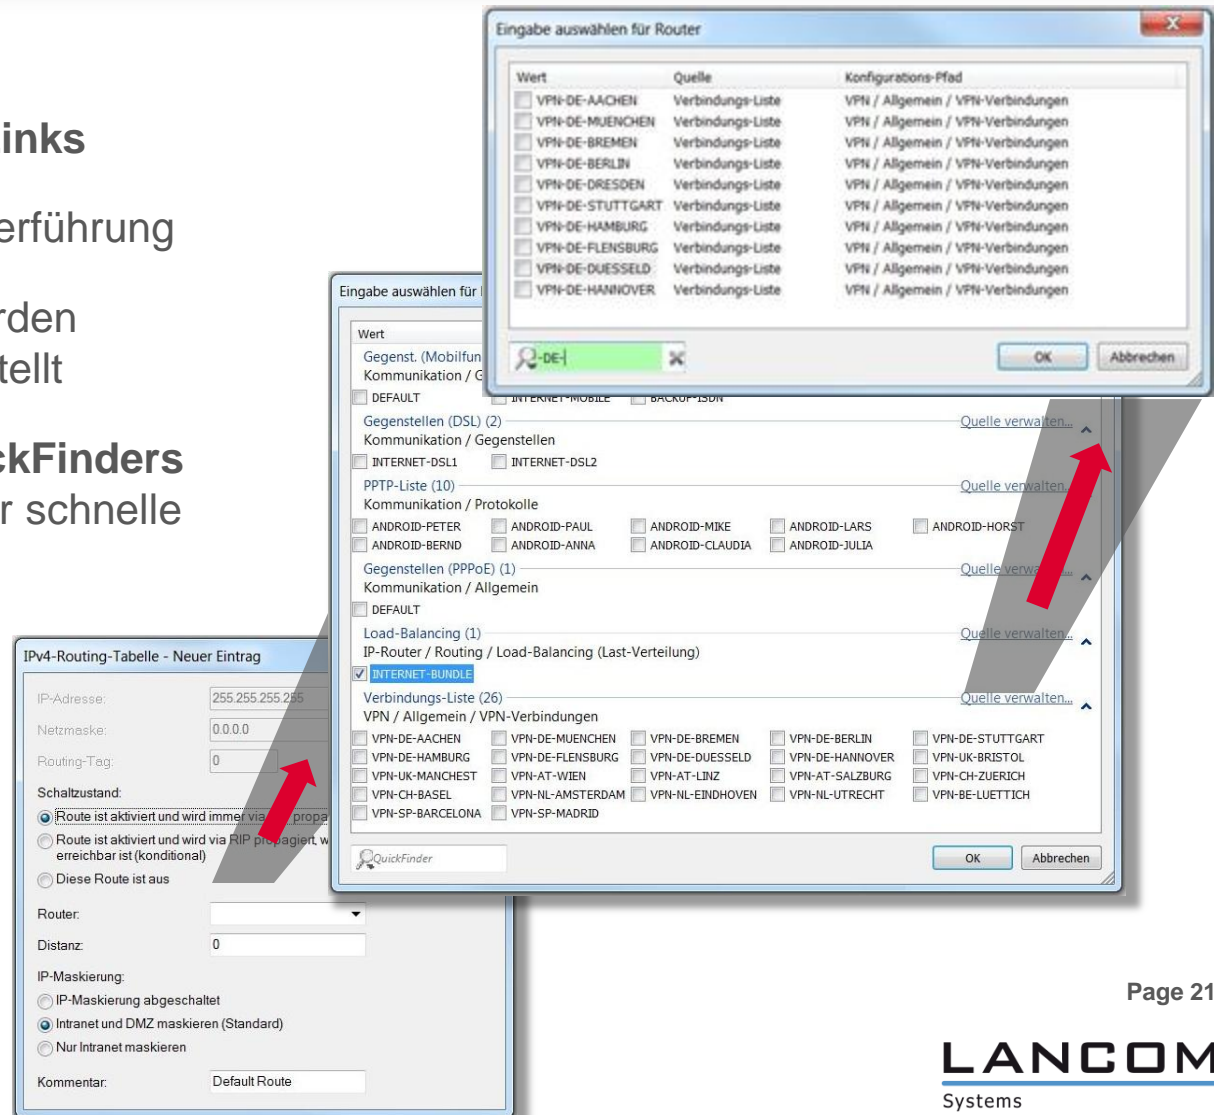 inks
erführung
rden
tellt
ckFinders
r schnelle
Eingabe auswählen für Router
Wert Quelle Konfigurations-Pfad
VPN-DE-AACHEN Verbindungs-Liste VPN / Allgemein / VPN-Verbindungen
VPN-DE-MUENCHEN Verbindungs-Liste VPN / Allgemein / VPN-Verbindungen
VPN-DE-BREMEN Verbindungs-Liste VPN / Allgemein / VPN-Verbindungen
VPN-DE-BERLIN Verbindungs-Liste VPN / Allgemein / VPN-Verbindungen
VPN-DE-DRESDEN Verbindungs-Liste VPN / Allgemein / VPN-Verbindungen
VPN-DE-STUTTGART Verbindungs-Liste VPN / Allgemein / VPN-Verbindungen
VPN-DE-HAMBURG Verbindungs-Liste VPN / Allgemein / VPN-Verbindungen
VPN-DE-FLENSBURG Verbindungs-Liste VPN / Allgemein / VPN-Verbindungen
VPN-DE-DUESSELD Verbindungs-Liste VPN / Allgemein / VPN-Verbindungen
VPN-DE-HANNOVER Verbindungs-Liste VPN / Allgemein / VPN-Verbindungen
-DE- OK Abbrechen
Eingabe auswählen für
Wert
Gegenst. (Mobilfun
Kommunikation / G
DEFAULT INTERNET-MOBILE BACKUP-ISDN
Gegenstellen (DSL) (2) Quelle verwalten...
Kommunikation / Gegenstellen
INTERNET-DSL1 INTERNET-DSL2
PPTP-Liste (10) Quelle verwalten...
Kommunikation / Protokolle
ANDROID-PETER ANDROID-PAUL ANDROID-MIKE ANDROID-LARS ANDROID-HORST
ANDROID-BERND ANDROID-ANNA ANDROID-CLAUDIA ANDROID-JULIA
Gegenstellen (PPPoE) (1) Quelle verwalten...
Kommunikation / Allgemein
DEFAULT
Load-Balancing (1) Quelle verwalten...
IP-Router / Routing / Load-Balancing (Last-Verteilung)
INTERNET-BUNDLE
Verbindungs-Liste (26) Quelle verwalten...
VPN / Allgemein / VPN-Verbindungen
VPN-DE-AACHEN VPN-DE-MUENCHEN VPN-DE-BREMEN VPN-DE-BERLIN VPN-DE-STUTTGART
VPN-DE-HAMBURG VPN-DE-FLENSBURG VPN-DE-DUESSELD VPN-DE-HANNOVER VPN-UK-BRISTOL
VPN-UK-MANCHEST VPN-AT-WIEN VPN-AT-LINZ VPN-AT-SALZBURG VPN-CH-ZUERICH
VPN-CH-BASEL VPN-NL-AMSTERDAM VPN-NL-EINDHOVEN VPN-NL-UTRECHT VPN-BE-LUETTICH
VPN-SP-BARCELONA VPN-SP-MADRID
QuickFinder OK Abbrechen
IPv4-Routing-Tabelle - Neuer Eintrag
IP-Adresse: 255.255.255.255
Netzmaske: 0.0.0.0
Routing-Tag: 0
Schaltzustand:
Route ist aktiviert und wird immer via propa
Route ist aktiviert und wird via RIP propagiert, w
erreichbar ist (konditional)
Diese Route ist aus
Router:
Distanz: 0
IP-Maskierung:
IP-Maskierung abgeschaltet
Intranet und DMZ maskieren (Standard)
Nur Intranet maskieren
Kommentar: Default Route
Page 21
LANCOM
Systems